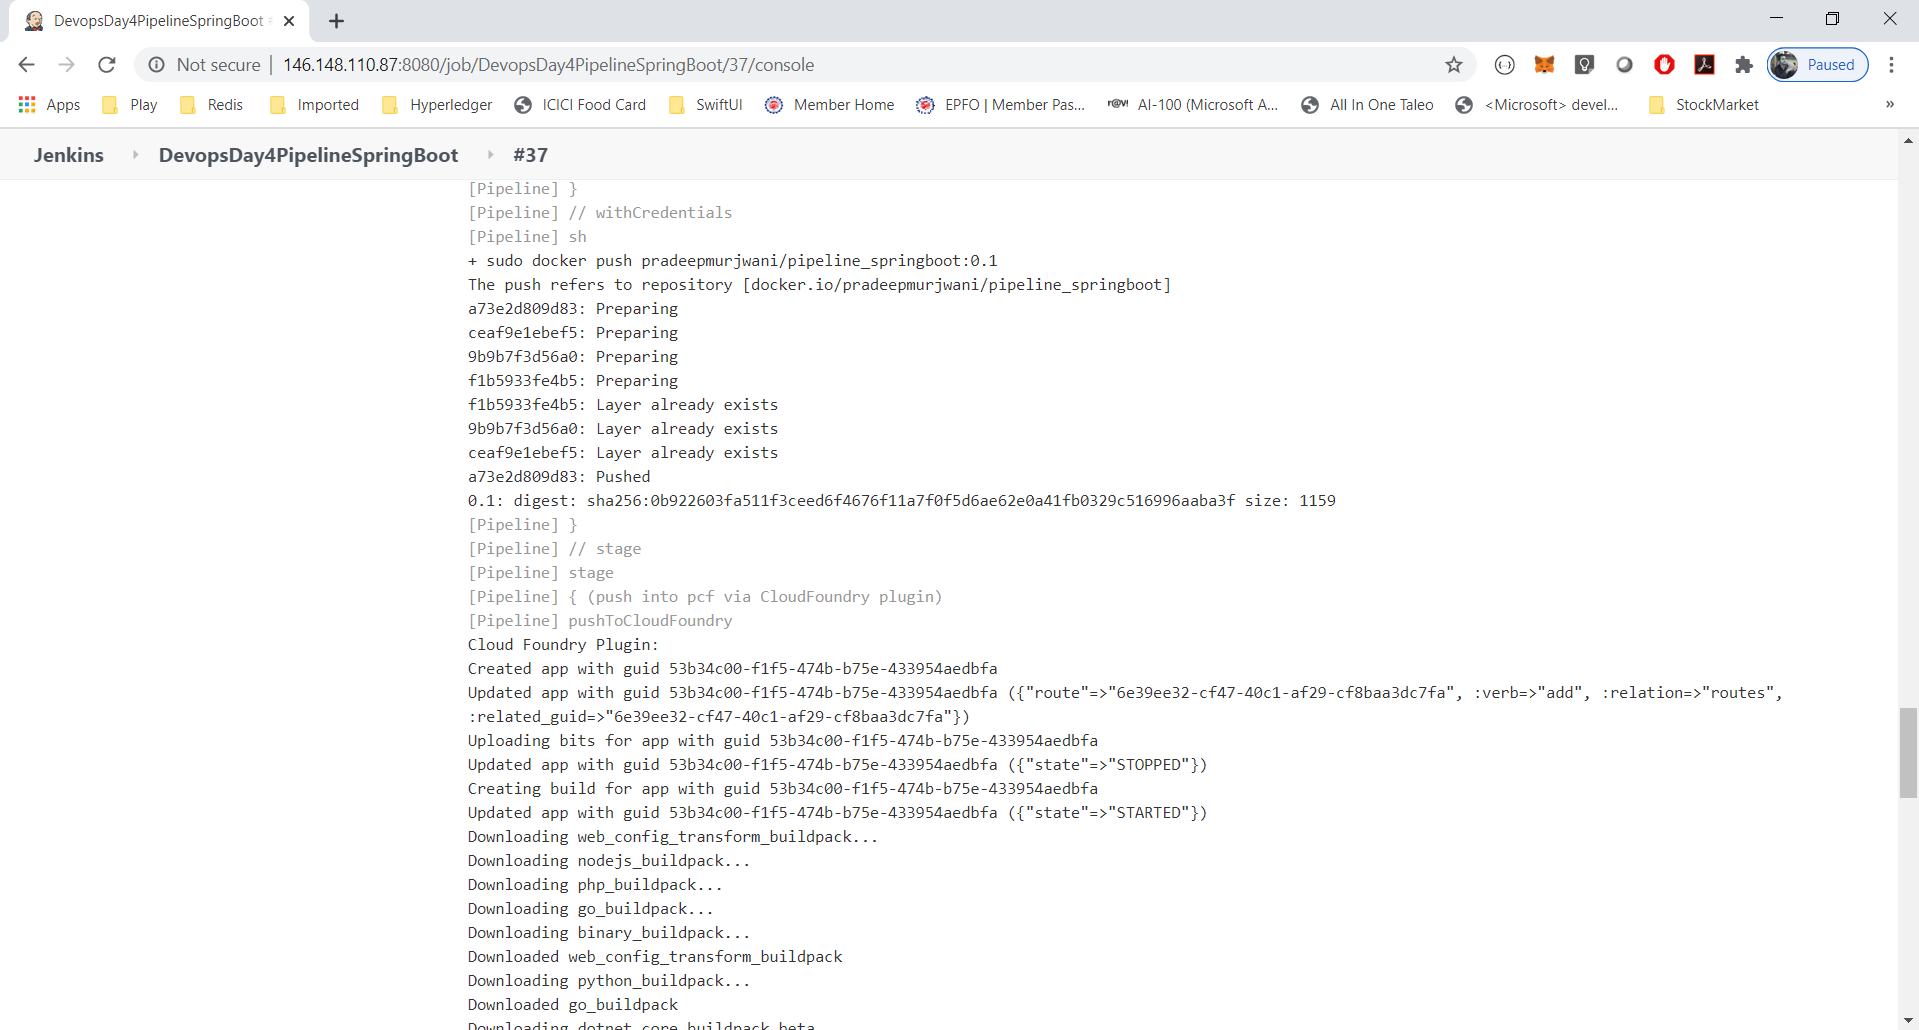 DevopsDay4PipelineSpringBoot
Not secure | 146.148.110.87:8080/job/DevopsDay4PipelineSpringBoot/37/console
Paused
Apps Play Redis Imported Hyperledger ICICI Food Card SwiftUI Member Home EPFO | Member Pas... r@v! AI-100 (Microsoft A... All In One Taleo <Microsoft> devel... StockMarket »
Jenkins DevopsDay4PipelineSpringBoot #37
[Pipeline] }
[Pipeline] // withCredentials
[Pipeline] sh
+ sudo docker push pradeepmurjwani/pipeline_springboot:0.1
The push refers to repository [docker.io/pradeepmurjwani/pipeline_springboot]
a73e2d809d83: Preparing
ceaf9e1ebef5: Preparing
9b9b7f3d56a0: Preparing
f1b5933fe4b5: Preparing
f1b5933fe4b5: Layer already exists
9b9b7f3d56a0: Layer already exists
ceaf9e1ebef5: Layer already exists
a73e2d809d83: Pushed
0.1: digest: sha256:0b922603fa511f3ceed6f4676f11a7f0f5d6ae62e0a41fb0329c516996aaba3f size: 1159
[Pipeline] }
[Pipeline] // stage
[Pipeline] stage
[Pipeline] { (push into pcf via CloudFoundry plugin)
[Pipeline] pushToCloudFoundry
Cloud Foundry Plugin:
Created app with guid 53b34c00-f1f5-474b-b75e-433954aedbfa
Updated app with guid 53b34c00-f1f5-474b-b75e-433954aedbfa ({"route"=>"6e39ee32-cf47-40c1-af29-cf8baa3dc7fa", :verb=>"add", :relation=>"routes",
:related_guid=>"6e39ee32-cf47-40c1-af29-cf8baa3dc7fa"})
Uploading bits for app with guid 53b34c00-f1f5-474b-b75e-433954aedbfa
Updated app with guid 53b34c00-f1f5-474b-b75e-433954aedbfa ({"state"=>"STOPPED"})
Creating build for app with guid 53b34c00-f1f5-474b-b75e-433954aedbfa
Updated app with guid 53b34c00-f1f5-474b-b75e-433954aedbfa ({"state"=>"STARTED"})
Downloading web_config_transform_buildpack...
Downloading nodejs_buildpack...
Downloading php_buildpack...
Downloading go_buildpack...
Downloading binary_buildpack...
Downloaded web_config_transform_buildpack
Downloading python_buildpack...
Downloaded go_buildpack
Downloading dotnet_core_buildpack_beta